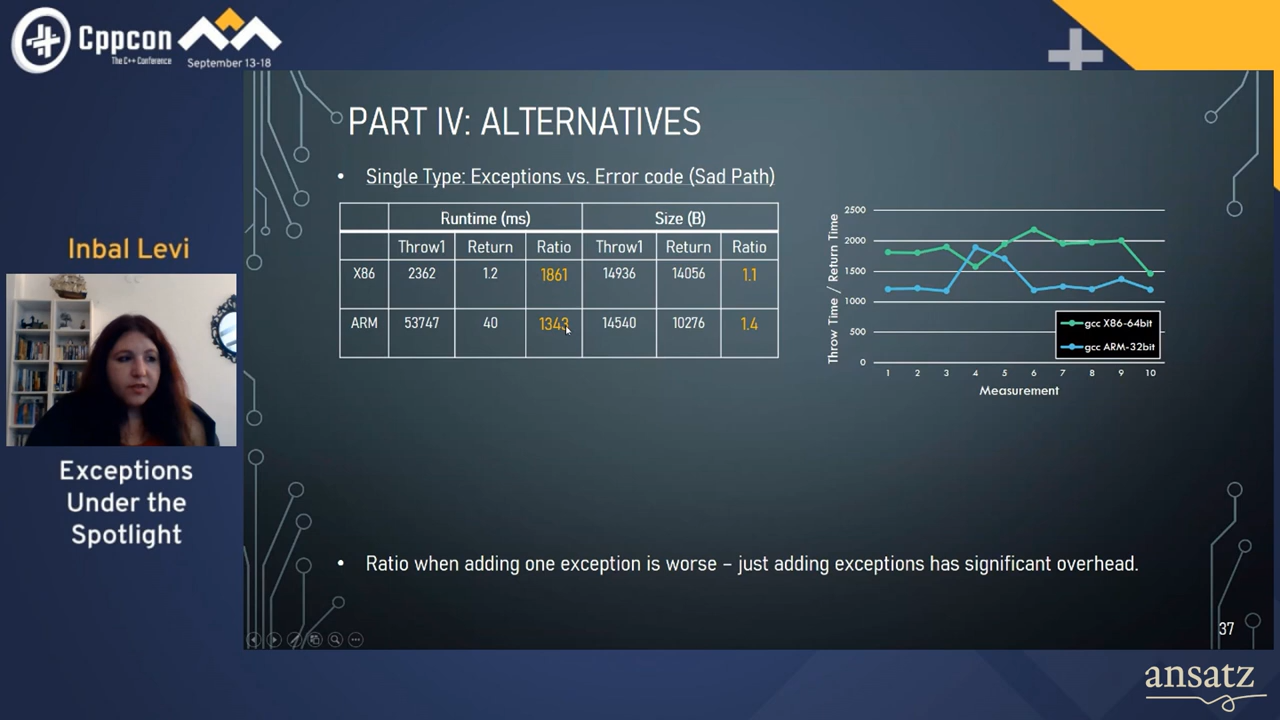 Cppcon
The C++ Conference
September 13-18
Inbal Levi
Exceptions
Under the
Spotlight
PART IV: ALTERNATIVES
• Single Type: Exceptions vs. Error code (Sad Path)
Runtime (ms) Size (B)
Throw1 Return Ratio Throw1 Return Ratio
X86 2362 1.2 1861 14936 14056 1.1
ARM 53747 40 1343 14540 10276 1.4
Throw Time / Return Time
2500
2000
1500
1000
500
0
gcc X86-64bit
gcc ARM-32bit
1 2 3 4 5 6 7 8 9 10
Measurement
• Ratio when adding one exception is worse – just adding exceptions has significant overhead.
37
ansatz